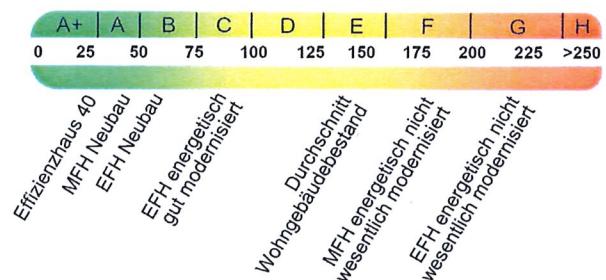 A+ A B C D E F G H
0 25 50 75 100 125 150 175 200 225 >250
Effizienzhaus 40
MFH Neubau
EFH Neubau
EFH energetisch
gut modernisiert
Durchschnitt
Wohngebäudebestand
MFH energetisch nicht
wesentlich modernisiert
EFH energetisch nicht
wesentlich modernisiert